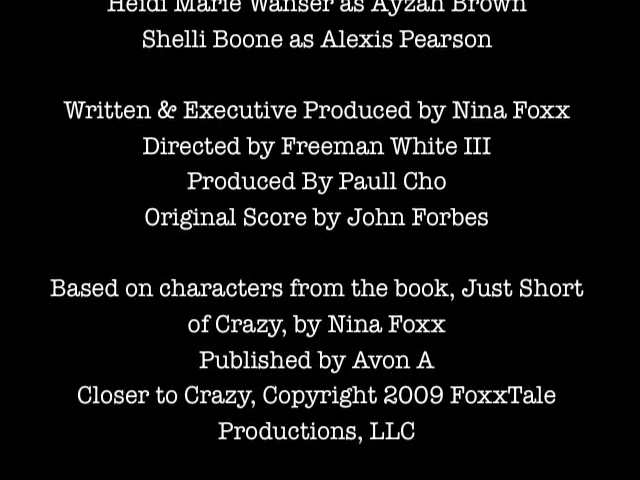 Heidi Marie Wanser as Ayzah Brown
Shelli Boone as Alexis Pearson
Written & Executive Produced by Nina Foxx
Directed by Freeman White III
Produced By Paull Cho
Original Score by John Forbes
Based on characters from the book, Just Short
of Crazy, by Nina Foxx
Published by Avon A
Closer to Crazy, Copyright 2009 FoxxTale
Productions, LLC